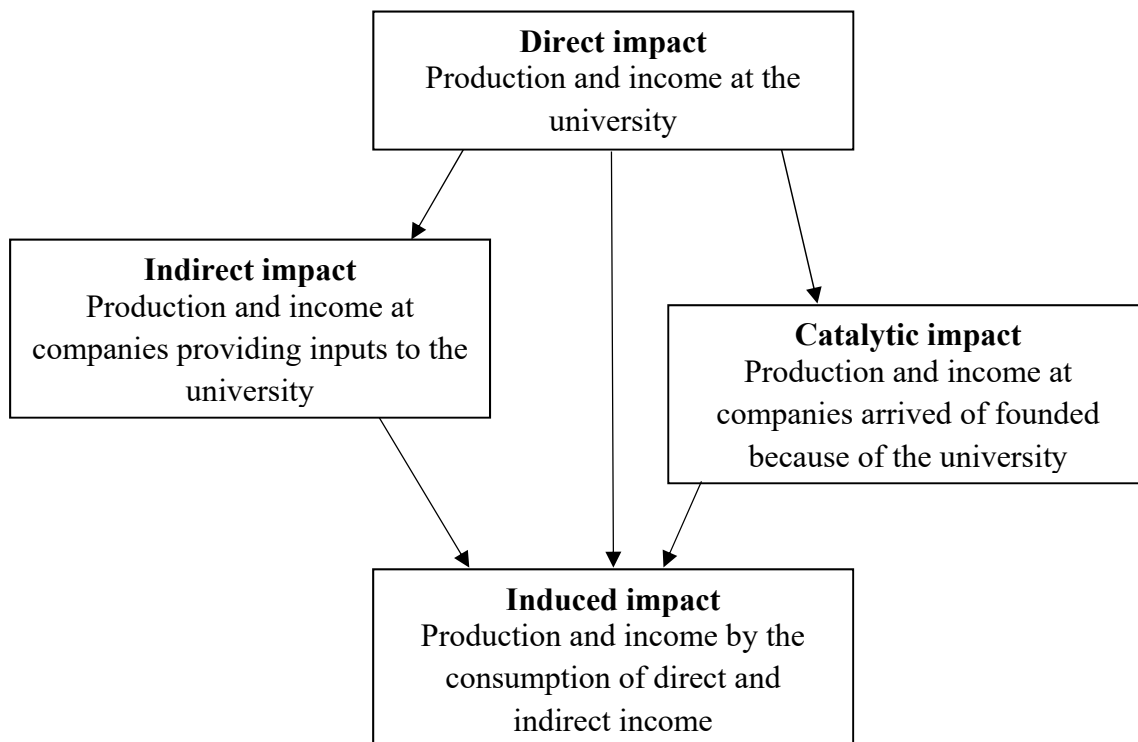 Direct impact
Production and income at the
university
Indirect impact
Production and income at
companies providing inputs to the
university
Catalytic impact
Production and income at
companies arrived of founded
because of the university
Induced impact
Production and income by the
consumption of direct and
indirect income